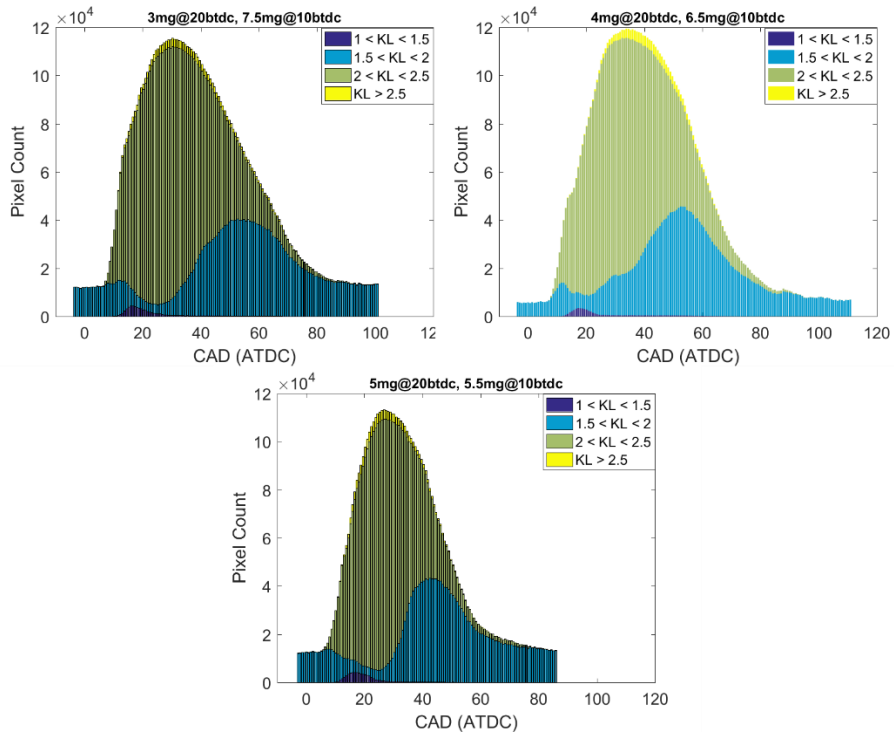 3mg@20btdc, 7.5mg@10btdc
×10⁴
12
10
8
6
4
2
0
Pixel Count
1 < KL < 1.5
1.5 < KL < 2
2 < KL < 2.5
KL > 2.5
0 20 40 60 80 100 120
CAD (ATDC)
4mg@20btdc, 6.5mg@10btdc
×10⁴
12
10
8
6
4
2
0
Pixel Count
1 < KL < 1.5
1.5 < KL < 2
2 < KL < 2.5
KL > 2.5
0 20 40 60 80 100 120
CAD (ATDC)
5mg@20btdc, 5.5mg@10btdc
×10⁴
12
10
8
6
4
2
0
Pixel Count
1 < KL < 1.5
1.5 < KL < 2
2 < KL < 2.5
KL > 2.5
0 20 40 60 80 100 120
CAD (ATDC)